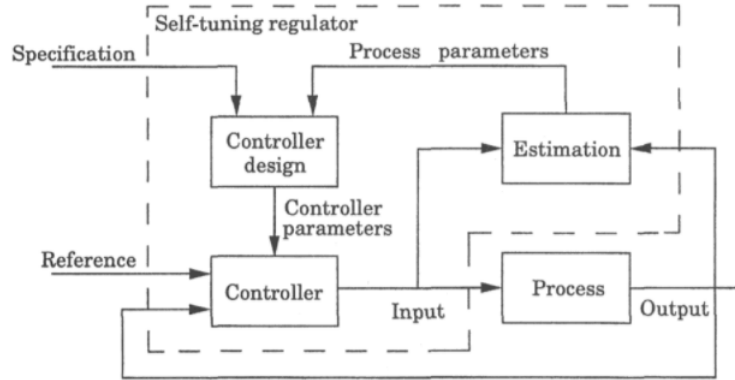 Self-tuning regulator
Specification
Process parameters
Controller
design
Estimation
Controller
parameters
Reference
Controller
Input
Process
Output